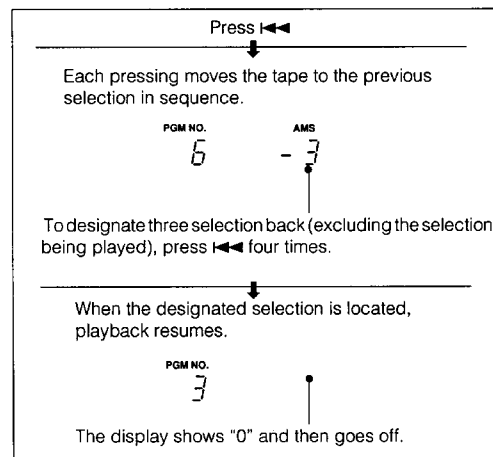 Press ⏮
Each pressing moves the tape to the previous
selection in sequence.
PGM NO. AMS
6 - 3
To designate three selection back (excluding the selection
being played), press ⏮ four times.
When the designated selection is located,
playback resumes.
PGM NO.
3
The display shows "0" and then goes off.